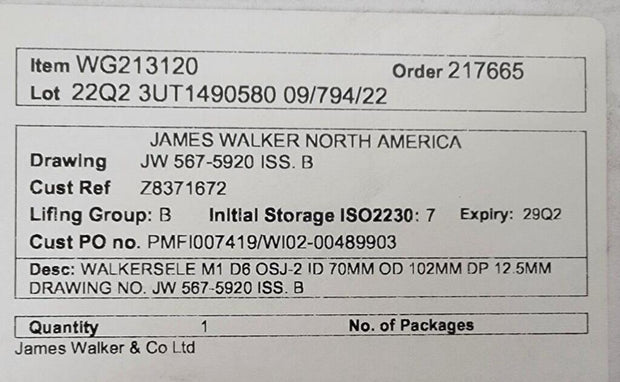 Item WG213120 Order 217665
Lot 22Q2 3UT1490580 09/794/22
JAMES WALKER NORTH AMERICA
Drawing JW 567-5920 ISS. B
Cust Ref Z8371672
Lifing Group: B Initial Storage ISO2230: 7 Expiry: 29Q2
Cust PO no. PMFI007419/WI02-00489903
Desc: WALKERSELE M1 D6 OSJ-2 ID 70MM OD 102MM DP 12.5MM
DRAWING NO. JW 567-5920 ISS. B
Quantity 1 No. of Packages
James Walker & Co Ltd